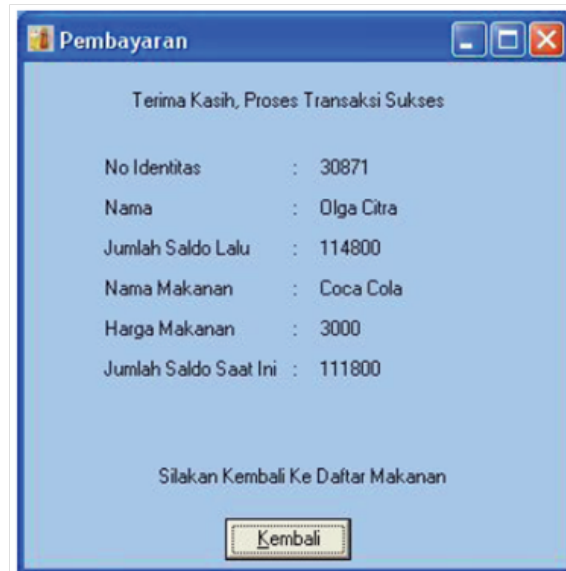 Pembayaran
Terima Kasih, Proses Transaksi Sukses
No Identitas : 30871
Nama : Olga Citra
Jumlah Saldo Lalu : 114800
Nama Makanan : Coca Cola
Harga Makanan : 3000
Jumlah Saldo Saat Ini : 111800
Silakan Kembali Ke Daftar Makanan
Kembali